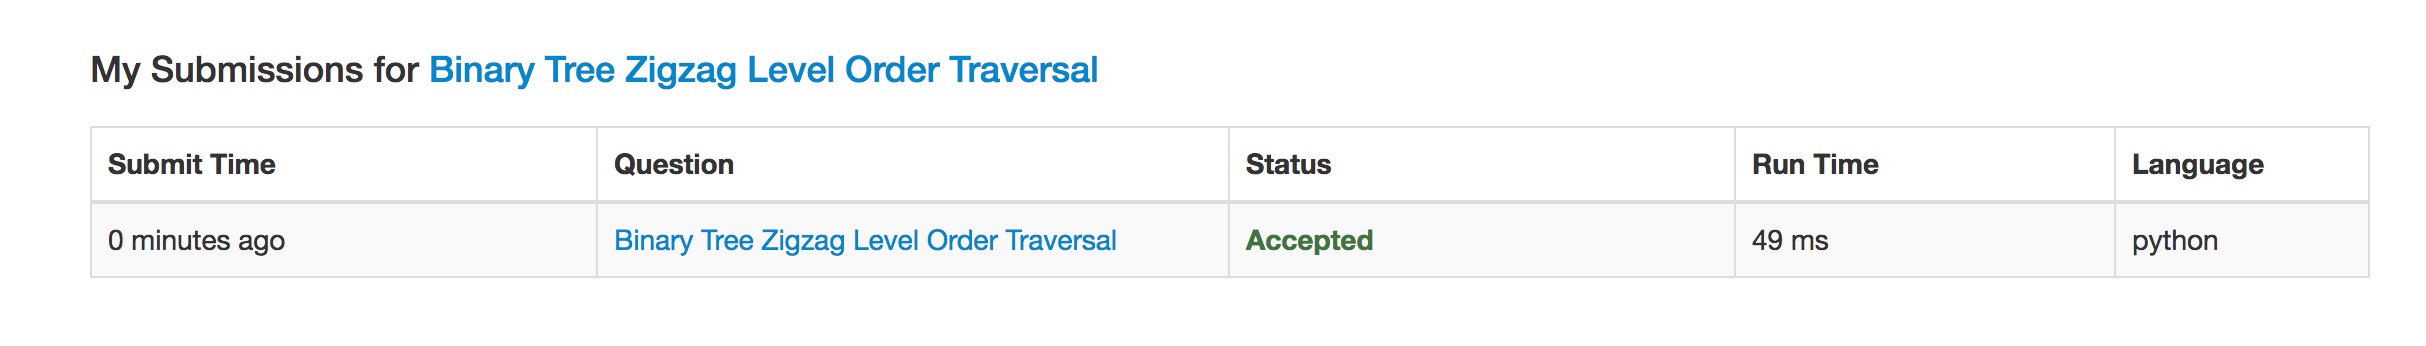 My Submissions for Binary Tree Zigzag Level Order Traversal
Submit Time Question Status Run Time Language
0 minutes ago Binary Tree Zigzag Level Order Traversal Accepted 49 ms python